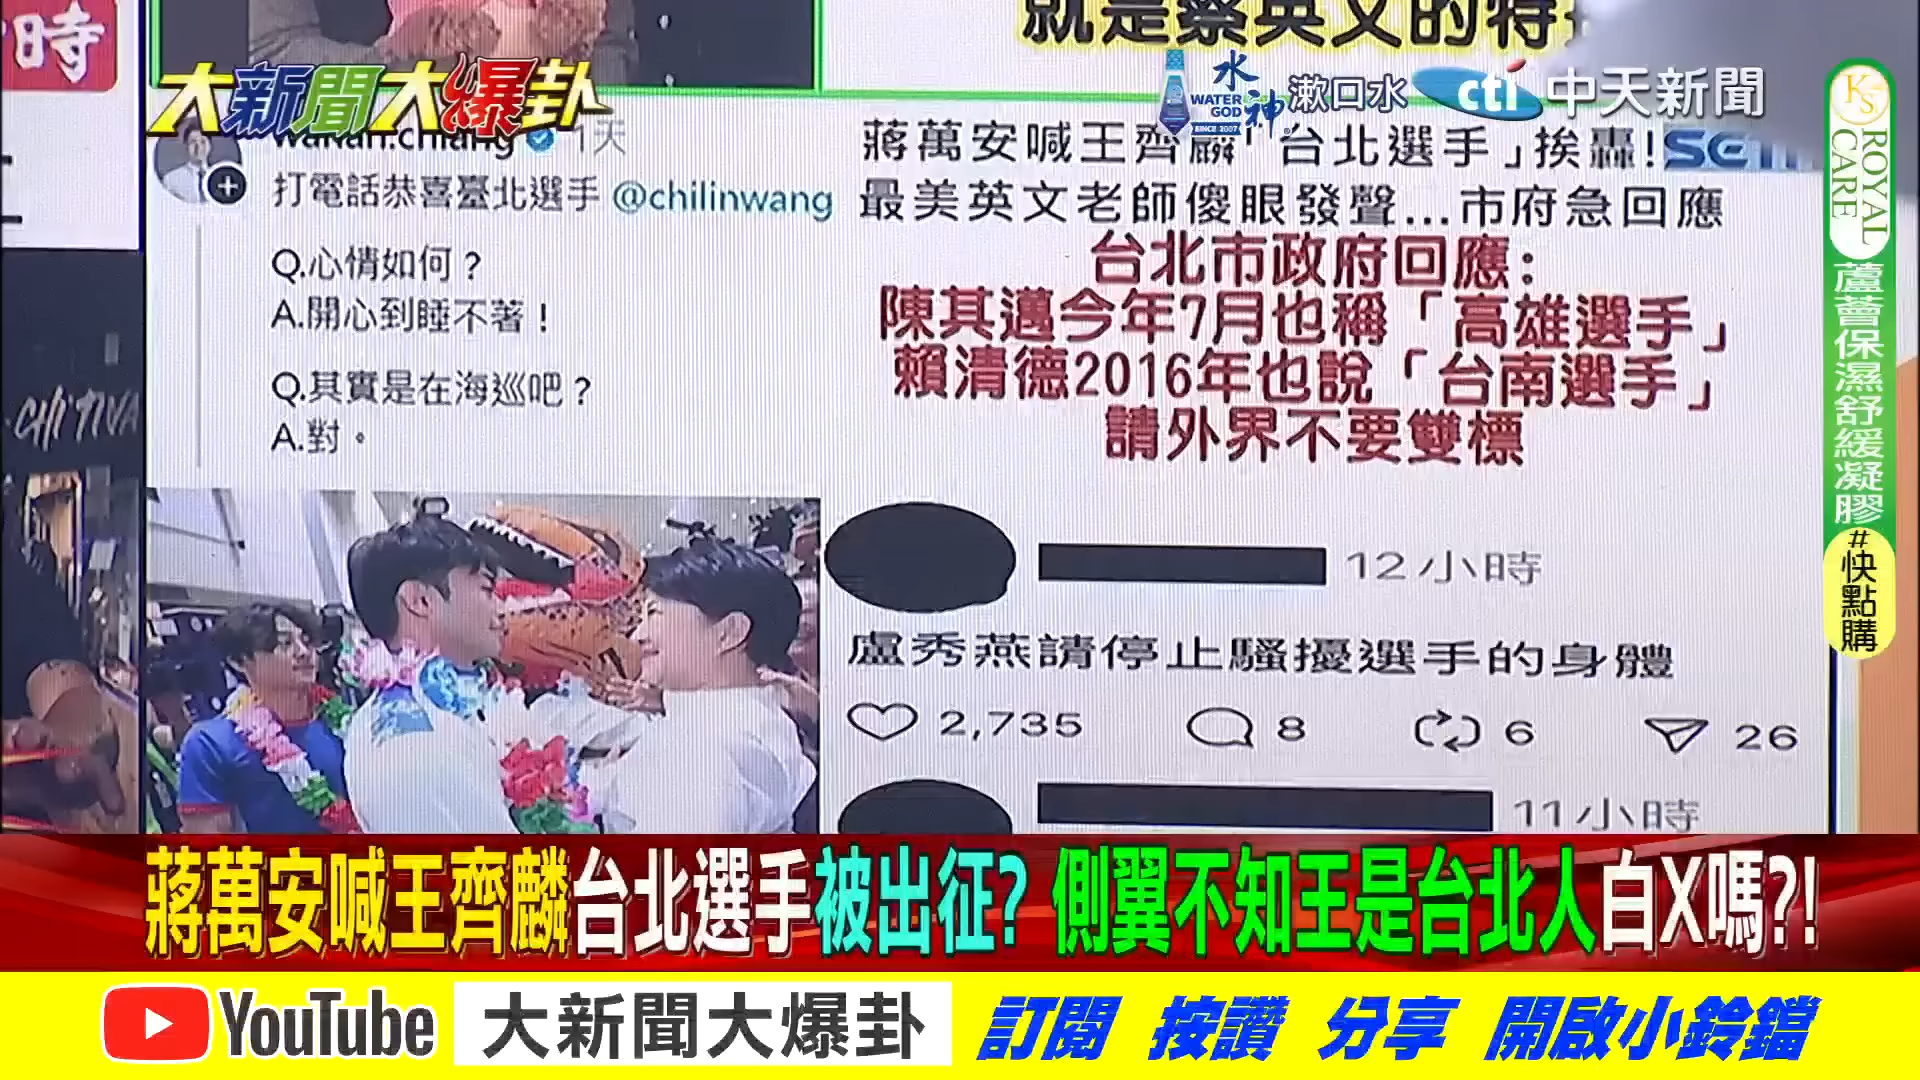 時
就是蔡英文的特
大新聞大爆卦
水神
WATER GOD
SINCE 2007
漱口水
cti 中天新聞
KS
ROYAL CARE
蘆薈保濕舒緩凝膠
#快點購
wanan.chiang 1天
打電話恭喜臺北選手 @chilinwang
Q.心情如何？
A.開心到睡不著！
Q.其實是在海巡吧？
A.對。
蔣萬安喊王齊麟「台北選手」挨轟!
最美英文老師傻眼發聲...市府急回應
台北市政府回應:
陳其邁今年7月也稱「高雄選手」
賴清德2016年也說「台南選手」
請外界不要雙標
12小時
盧秀燕請停止騷擾選手的身體
2,735 8 6 26
11小時
蔣萬安喊王齊麟台北選手被出征? 側翼不知王是台北人白X嗎?!
YouTube 大新聞大爆卦 訂閱 按讚 分享 開啟小鈴鐺